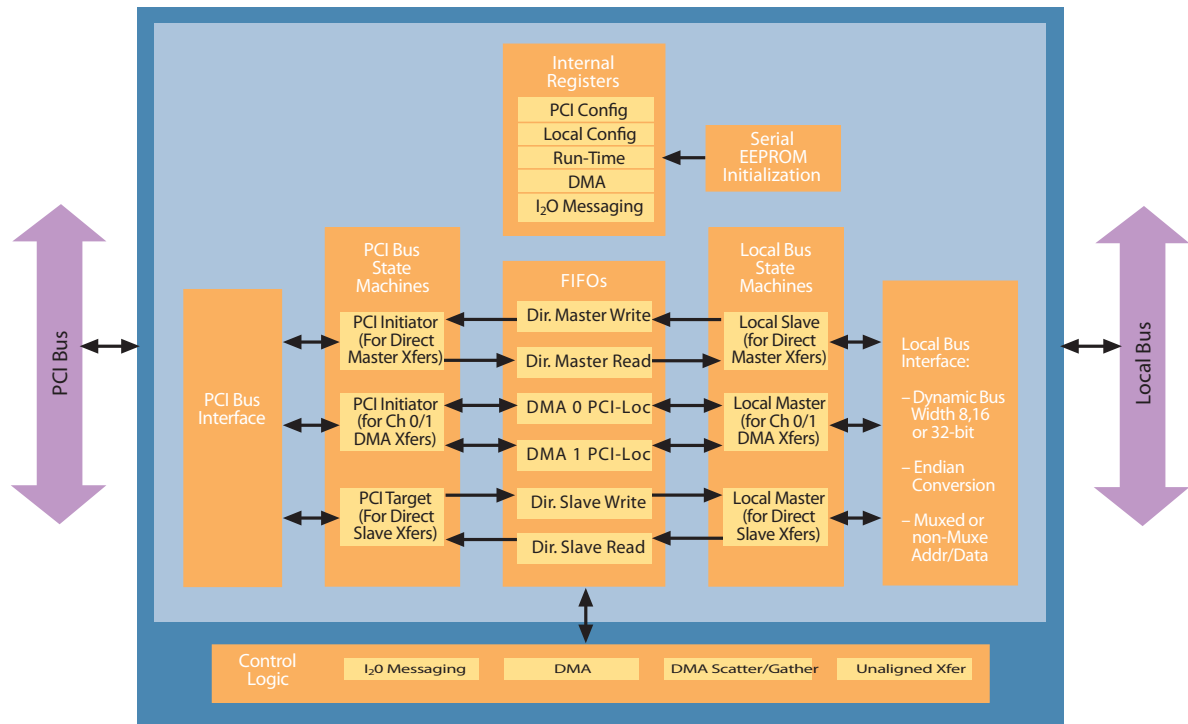 Internal
Registers
PCI Config
Local Config
Run-Time
DMA
I₂O Messaging
Serial
EEPROM
Initialization
PCI Bus
PCI Bus
Interface
PCI Bus
State
Machines
PCI Initiator
(For Direct
Master Xfers)
PCI Initiator
(for Ch 0/1
DMA Xfers)
PCI Target
(For Direct
Slave Xfers)
FIFOs
Dir. Master Write
Dir. Master Read
DMA 0 PCI-Loc
DMA 1 PCI-Loc
Dir. Slave Write
Dir. Slave Read
Local Bus
State
Machines
Local Slave
(for Direct
Master Xfers)
Local Master
(for Ch 0/1
DMA Xfers)
Local Master
(for Direct
Slave Xfers)
Local Bus
Interface:
– Dynamic Bus
Width 8,16
or 32-bit
– Endian
Conversion
– Muxed or
non-Muxe
Addr/Data
Local Bus
Control
Logic
I₂0 Messaging
DMA
DMA Scatter/Gather
Unaligned Xfer